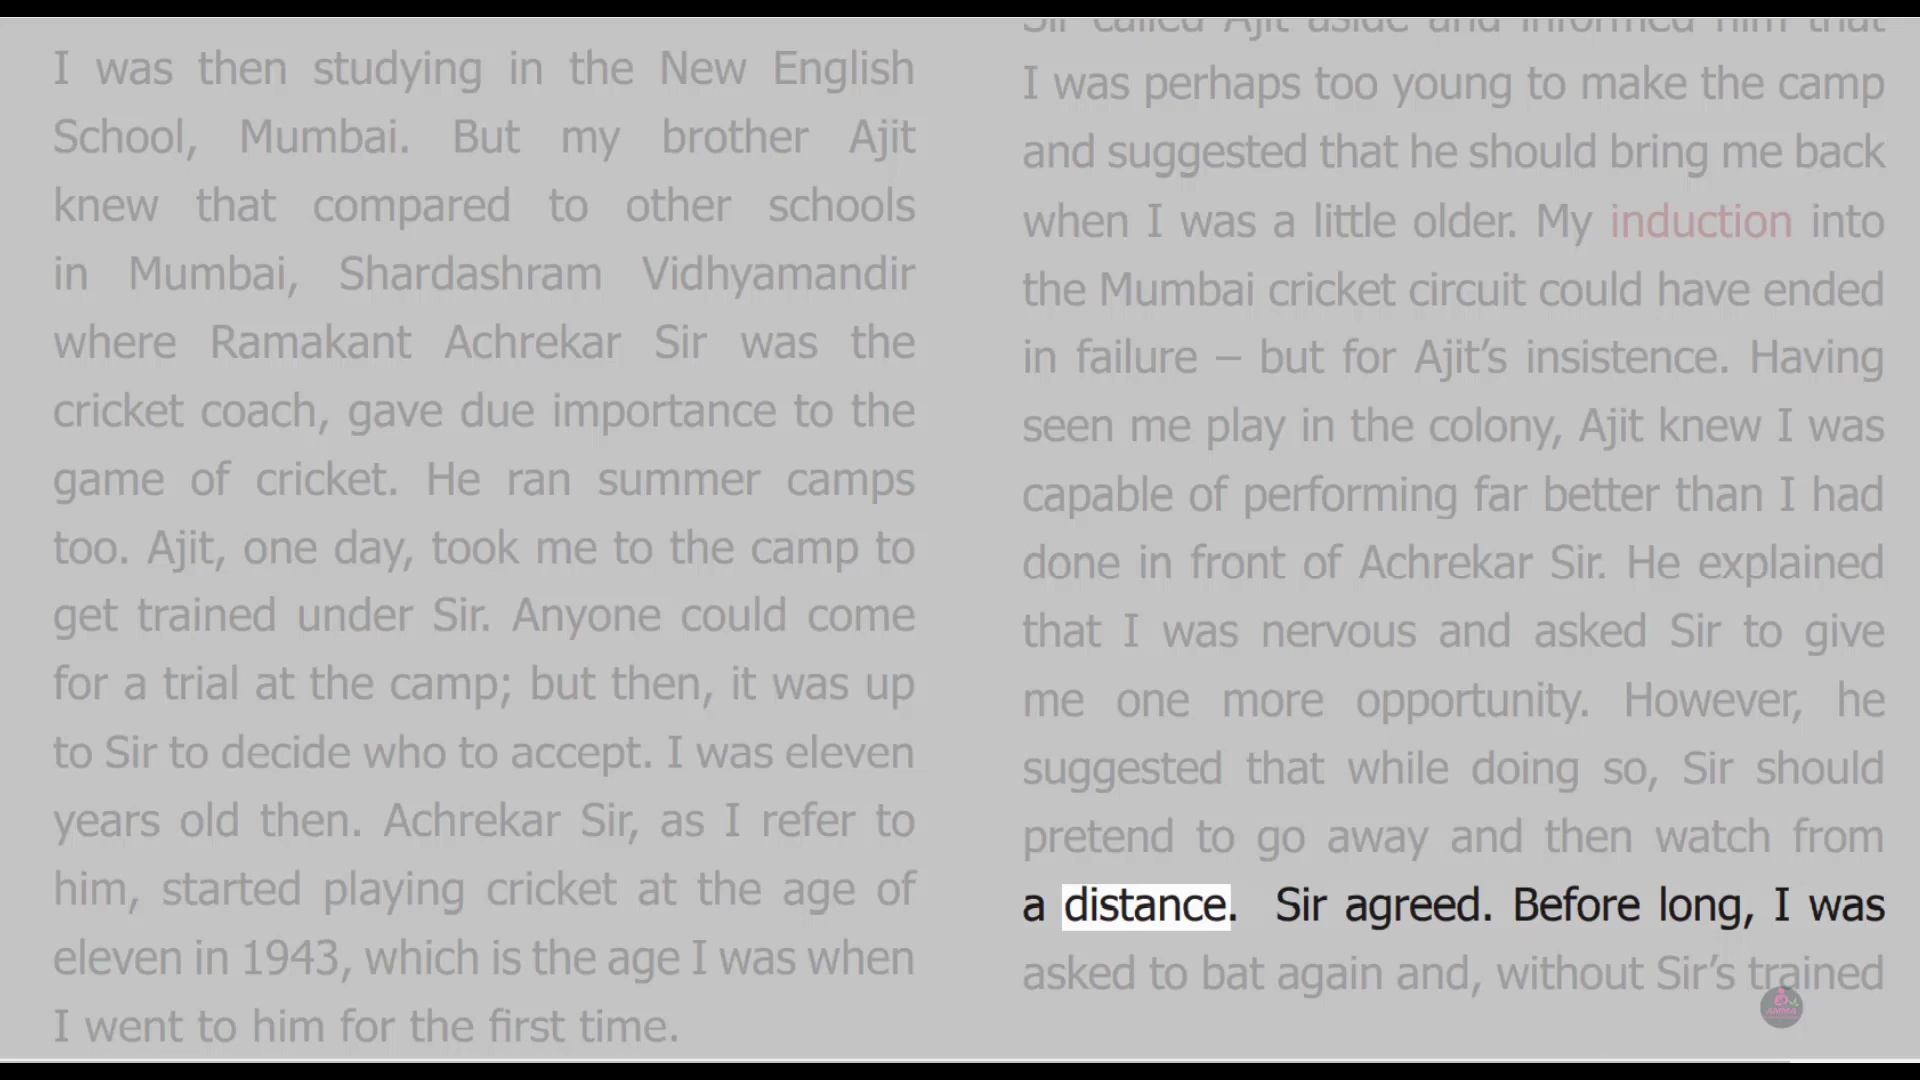 I was then studying in the New English
School, Mumbai. But my brother Ajit
knew that compared to other schools
in Mumbai, Shardashram Vidhyamandir
where Ramakant Achrekar Sir was the
cricket coach, gave due importance to the
game of cricket. He ran summer camps
too. Ajit, one day, took me to the camp to
get trained under Sir. Anyone could come
for a trial at the camp; but then, it was up
to Sir to decide who to accept. I was eleven
years old then. Achrekar Sir, as I refer to
him, started playing cricket at the age of
eleven in 1943, which is the age I was when
I went to him for the first time.
Sir called Ajit aside and informed him that
I was perhaps too young to make the camp
and suggested that he should bring me back
when I was a little older. My induction into
the Mumbai cricket circuit could have ended
in failure – but for Ajit’s insistence. Having
seen me play in the colony, Ajit knew I was
capable of performing far better than I had
done in front of Achrekar Sir. He explained
that I was nervous and asked Sir to give
me one more opportunity. However, he
suggested that while doing so, Sir should
pretend to go away and then watch from
a distance. Sir agreed. Before long, I was
asked to bat again and, without Sir’s trained
AMMA